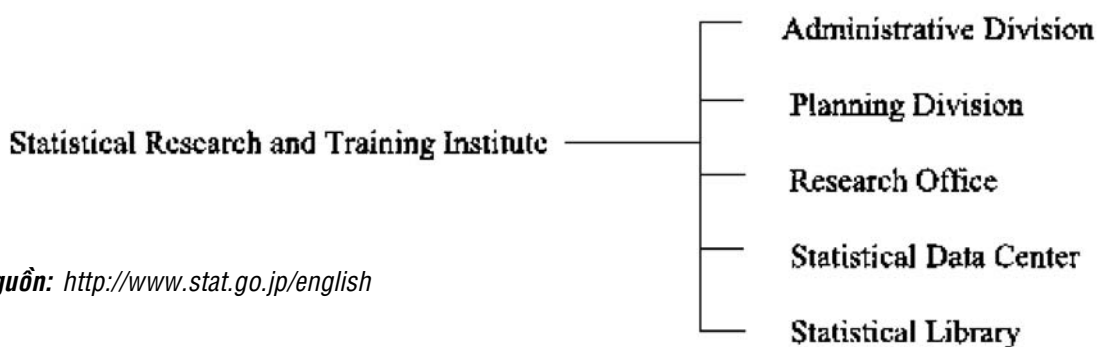 Administrative Division
Planning Division
Statistical Research and Training Institute
Research Office
Statistical Data Center
guồn: http://www.stat.go.jp/english
Statistical Library